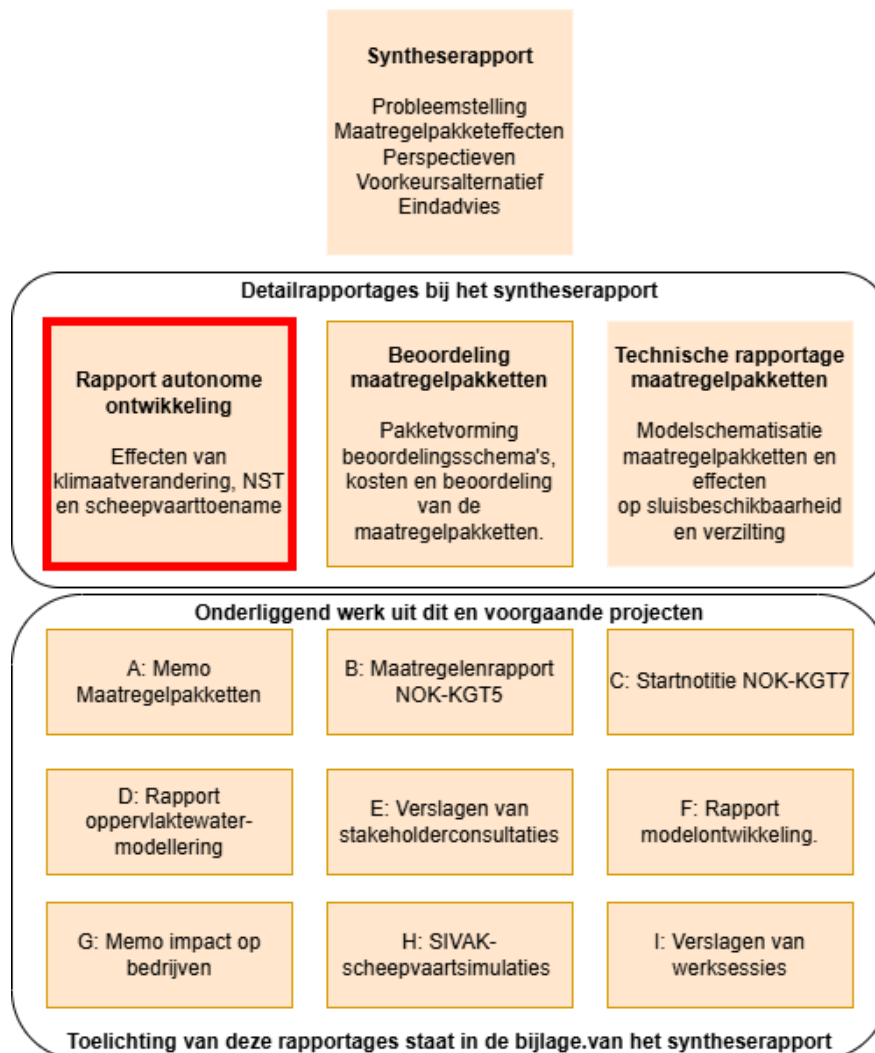 Syntheserapport
Probleemstelling
Maatregelpakketeffecten
Perspectieven
Voorkeursalternatief
Eindadvies
Detailrapportages bij het syntheserapport
Rapport autonome
ontwikkeling
Effecten van
klimaatverandering, NST
en scheepvaarttoename
Beoordeling
maatregelpakketten
Pakketvorming
beoordelingsschema's,
kosten en beoordeling
van de
maatregelpakketten.
Technische rapportage
maatregelpakketten
Modelschematisatie
maatregelpakketten en
effecten
op sluisbeschikbaarheid
en verzilting
Onderliggend werk uit dit en voorgaande projecten
A: Memo
Maatregelpakketten
B: Maatregelenrapport
NOK-KGT5
C: Startnotitie NOK-KGT7
D: Rapport
oppervlaktewater-
modellering
E: Verslagen van
stakeholderconsultaties
F: Rapport
modelontwikkeling.
G: Memo impact op
bedrijven
H: SIVAK-
scheepvaartsimulaties
I: Verslagen van
werksessies
Toelichting van deze rapportages staat in de bijlage.van het syntheserapport